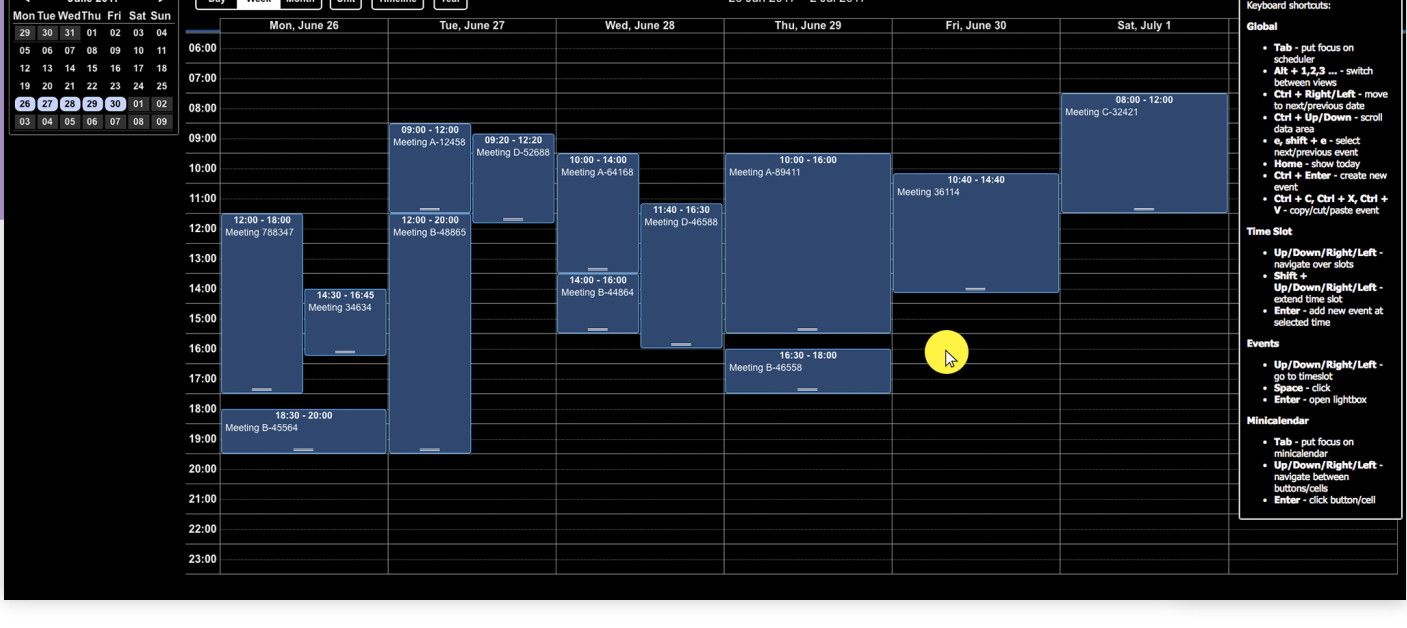 June 2017
Day Week Month Unit Timeline Year
26 Jun 2017 – 2 Jul 2017
Mon Tue Wed Thu Fri Sat Sun
29 30 31 01 02 03 04
05 06 07 08 09 10 11
12 13 14 15 16 17 18
19 20 21 22 23 24 25
26 27 28 29 30 01 02
03 04 05 06 07 08 09
Mon, June 26
Tue, June 27
Wed, June 28
Thu, June 29
Fri, June 30
Sat, July 1
06:00
07:00
08:00
09:00
10:00
11:00
12:00
13:00
14:00
15:00
16:00
17:00
18:00
19:00
20:00
21:00
22:00
23:00
12:00 - 18:00
Meeting 788347
14:30 - 16:45
Meeting 34634
18:30 - 20:00
Meeting B-45564
09:00 - 12:00
Meeting A-12458
09:20 - 12:20
Meeting D-52688
12:00 - 20:00
Meeting B-48865
10:00 - 14:00
Meeting A-64168
11:40 - 16:30
Meeting D-46588
14:00 - 16:00
Meeting B-44864
10:00 - 16:00
Meeting A-89411
16:30 - 18:00
Meeting B-46558
10:40 - 14:40
Meeting 36114
08:00 - 12:00
Meeting C-32421
Keyboard shortcuts:
Global
• Tab - put focus on
scheduler
• Alt + 1,2,3 ... - switch
between views
• Ctrl + Right/Left - move
to next/previous date
• Ctrl + Up/Down - scroll
data area
• e, shift + e - select
next/previous event
• Home - show today
• Ctrl + Enter - create new
event
• Ctrl + C, Ctrl + X, Ctrl +
V - copy/cut/paste event
Time Slot
• Up/Down/Right/Left -
navigate over slots
• Shift +
Up/Down/Right/Left -
extend time slot
• Enter - add new event at
selected time
Events
• Up/Down/Right/Left -
go to timeslot
• Space - click
• Enter - open lightbox
Minicalendar
• Tab - put focus on
minicalendar
• Up/Down/Right/Left -
navigate between
buttons/cells
• Enter - click button/cell